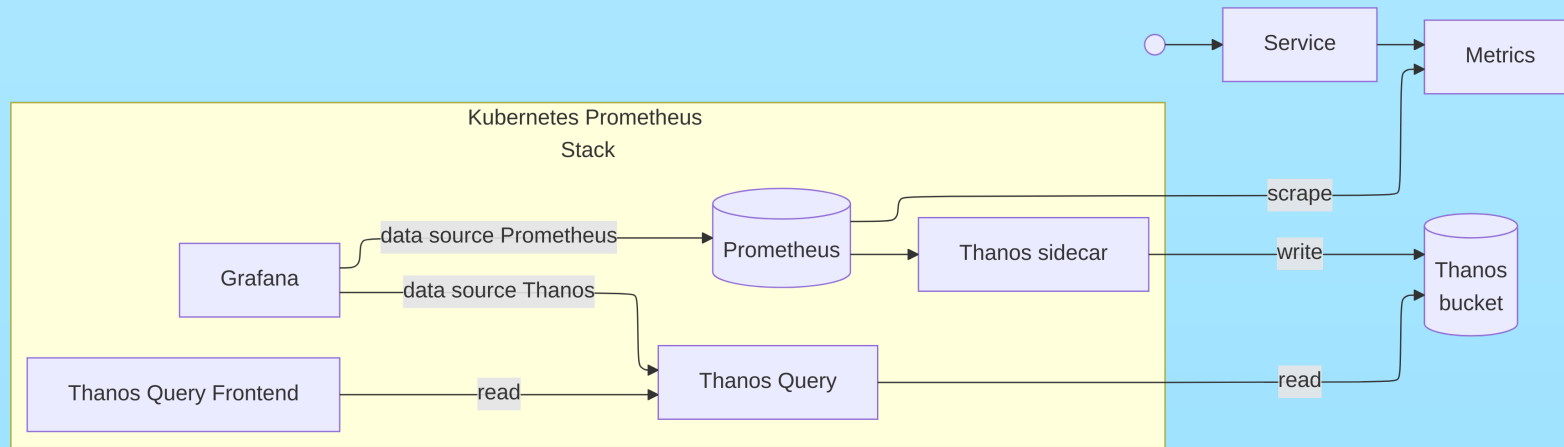 Service
Metrics
Kubernetes Prometheus
Stack
scrape
data source Prometheus
Prometheus
Thanos sidecar
write
Thanos
bucket
Grafana
data source Thanos
Thanos Query Frontend
read
Thanos Query
read